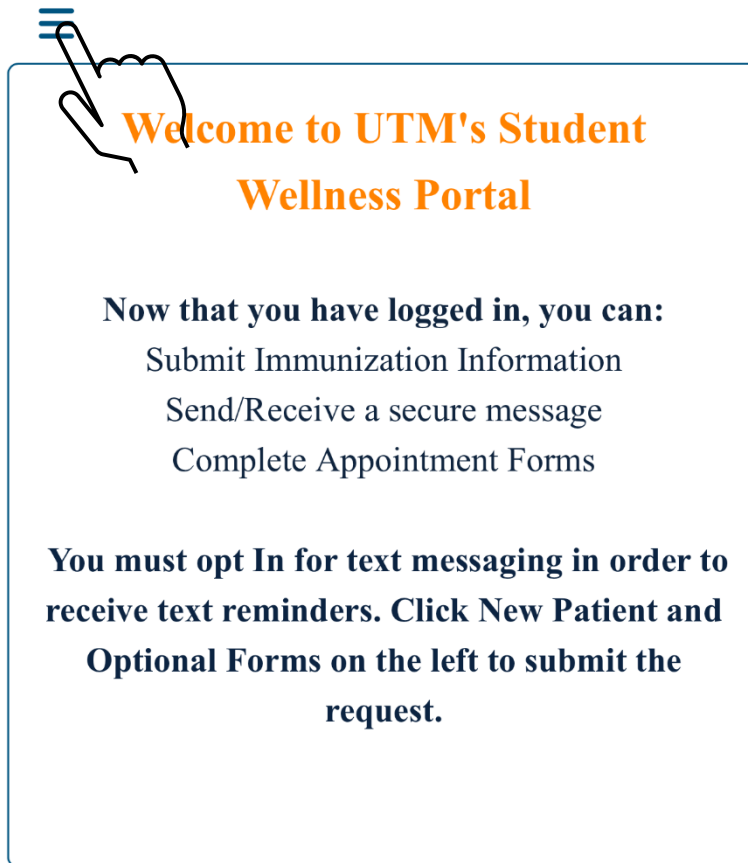 Welcome to UTM's Student
Wellness Portal
Now that you have logged in, you can:
Submit Immunization Information
Send/Receive a secure message
Complete Appointment Forms
You must opt In for text messaging in order to
receive text reminders. Click New Patient and
Optional Forms on the left to submit the
request.